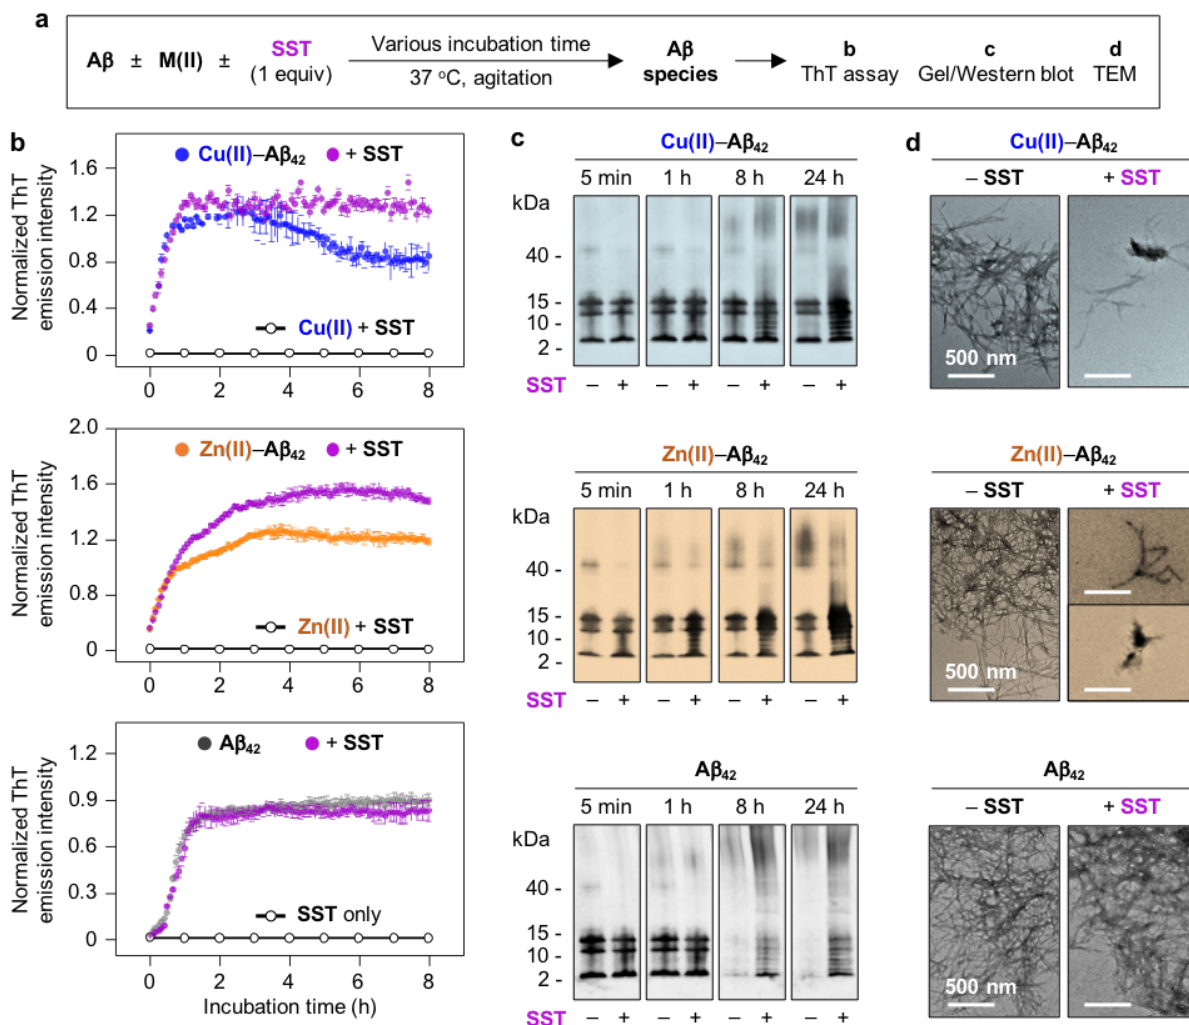 a
Aβ ± M(II) ± SST (1 equiv)
Various incubation time
37 °C, agitation
Aβ species
b ThT assay
c Gel/Western blot
d TEM
b
Normalized ThT emission intensity
Cu(II)–Aβ42 + SST
1.6
1.2
0.8
0.4
0
Cu(II) + SST
0 2 4 6 8
Normalized ThT emission intensity
2.0
Zn(II)–Aβ42 + SST
1.6
1.2
0.8
0.4
0
Zn(II) + SST
0 2 4 6 8
Normalized ThT emission intensity
Aβ42 + SST
1.2
0.9
0.6
0.3
0
SST only
0 2 4 6 8
Incubation time (h)
c
Cu(II)–Aβ42
5 min 1 h 8 h 24 h
kDa
40 -
15 -
10 -
2 -
SST – + – + – + – +
Zn(II)–Aβ42
5 min 1 h 8 h 24 h
kDa
40 -
15 -
10 -
2 -
SST – + – + – + – +
Aβ42
5 min 1 h 8 h 24 h
kDa
40 -
15 -
10 -
2 -
SST – + – + – + – +
d
Cu(II)–Aβ42
– SST + SST
500 nm
Zn(II)–Aβ42
– SST + SST
500 nm
Aβ42
– SST + SST
500 nm